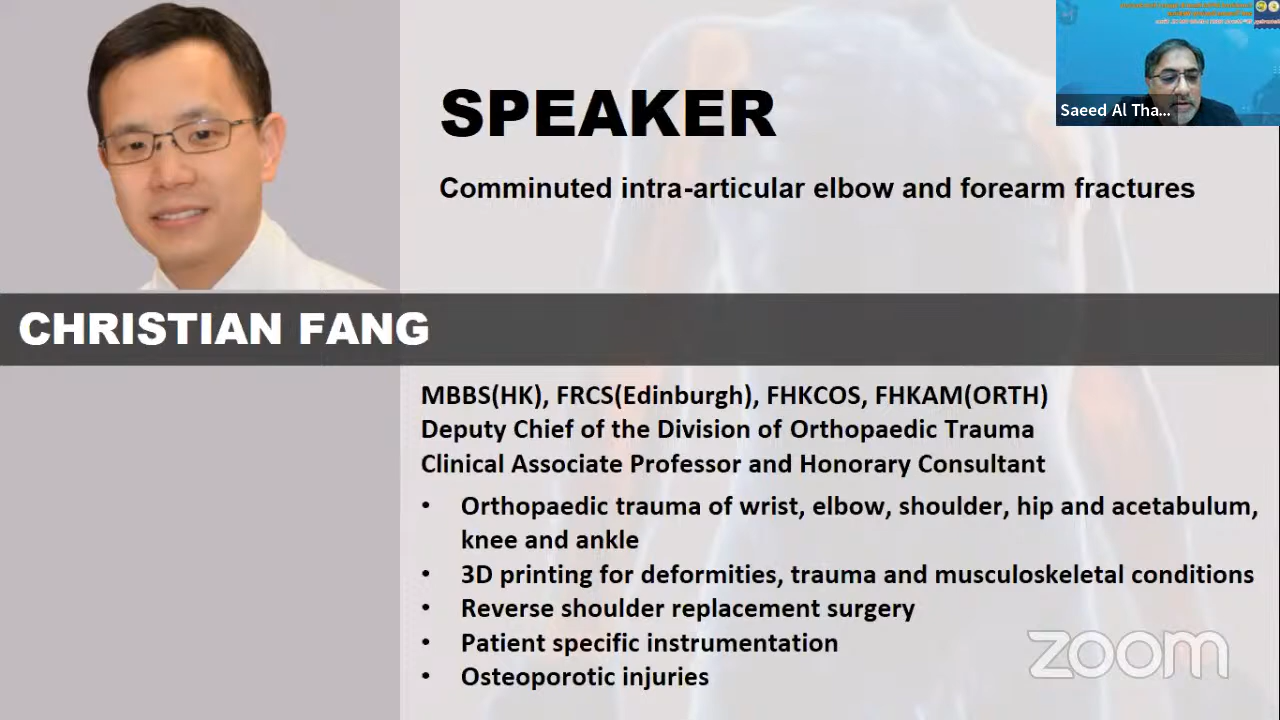 SPEAKER
Saeed Al Tha...
Comminuted intra-articular elbow and forearm fractures
CHRISTIAN FANG
MBBS(HK), FRCS(Edinburgh), FHKCOS, FHKAM(ORTH)
Deputy Chief of the Division of Orthopaedic Trauma
Clinical Associate Professor and Honorary Consultant
• Orthopaedic trauma of wrist, elbow, shoulder, hip and acetabulum,
knee and ankle
• 3D printing for deformities, trauma and musculoskeletal conditions
• Reverse shoulder replacement surgery
• Patient specific instrumentation
• Osteoporotic injuries
zoom